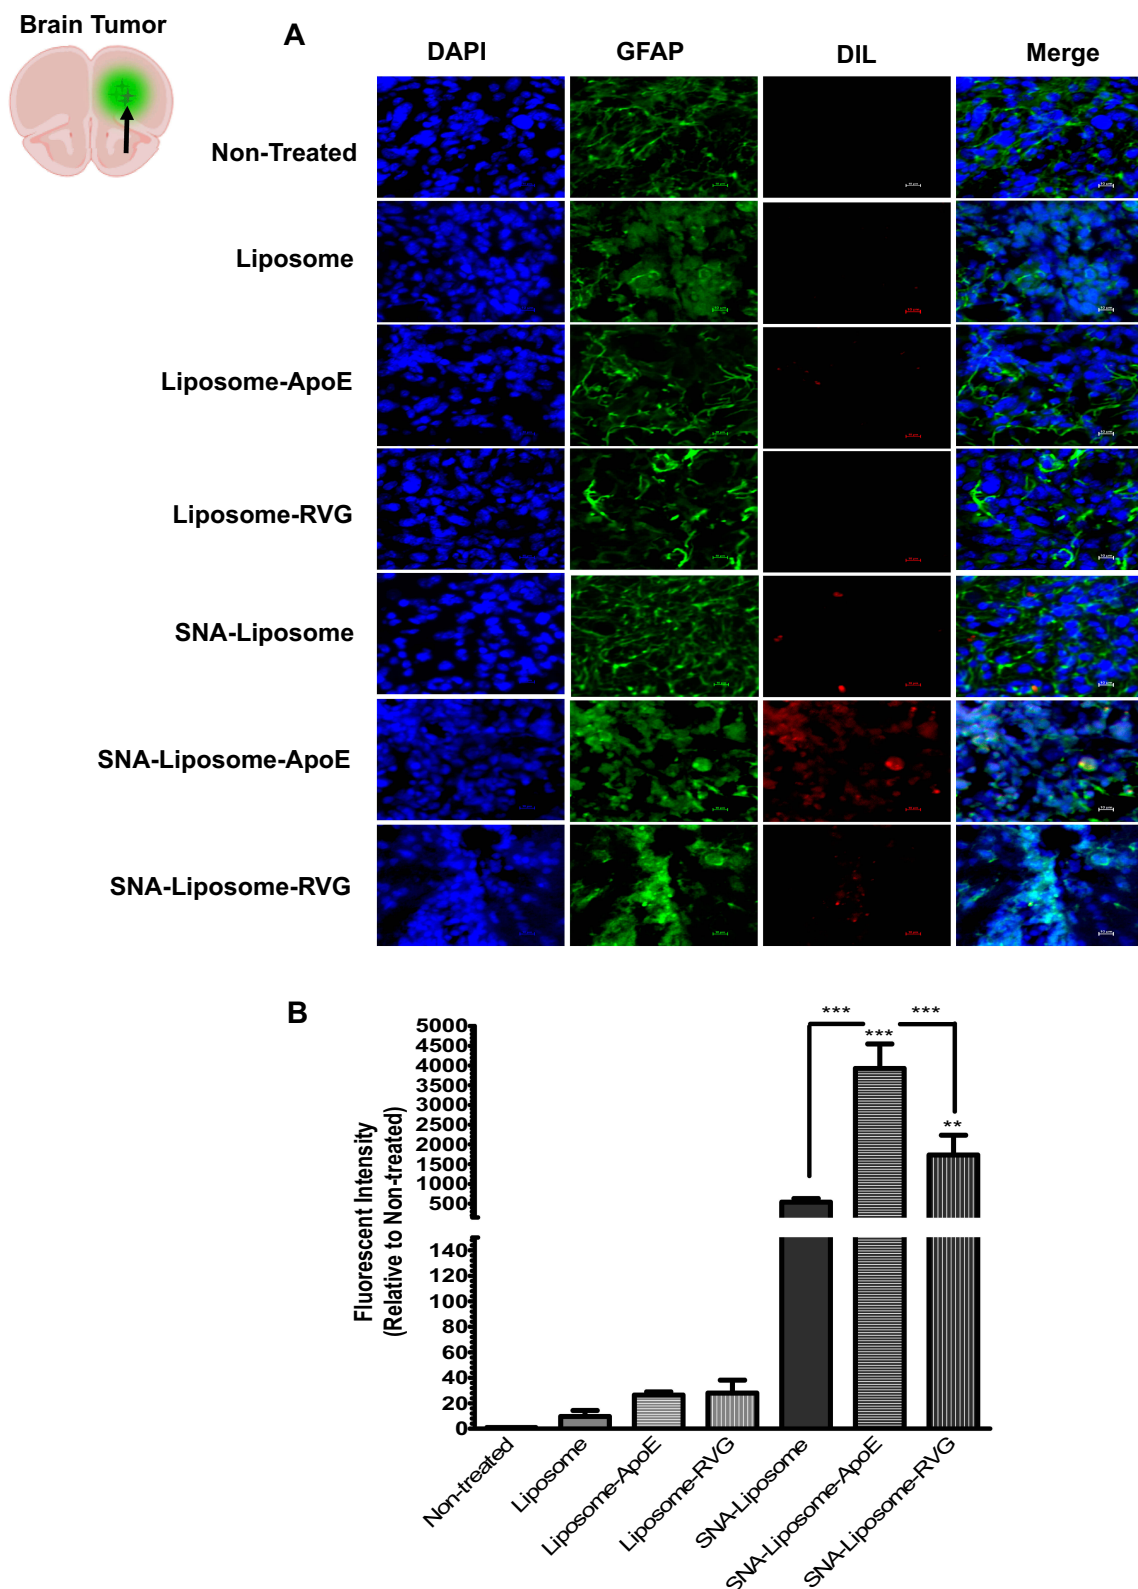 Brain Tumor
A
DAPI GFAP DIL Merge
Non-Treated
Liposome
Liposome-ApoE
Liposome-RVG
SNA-Liposome
SNA-Liposome-ApoE
SNA-Liposome-RVG
B
Fluorescent Intensity
(Relative to Non-treated)
5000
4500
4000
3500
3000
2500
2000
1500
1000
500
140
120
100
80
60
40
20
0
*** ***
***
**
Non-treated
Liposome
Liposome-ApoE
Liposome-RVG
SNA-Liposome
SNA-Liposome-ApoE
SNA-Liposome-RVG